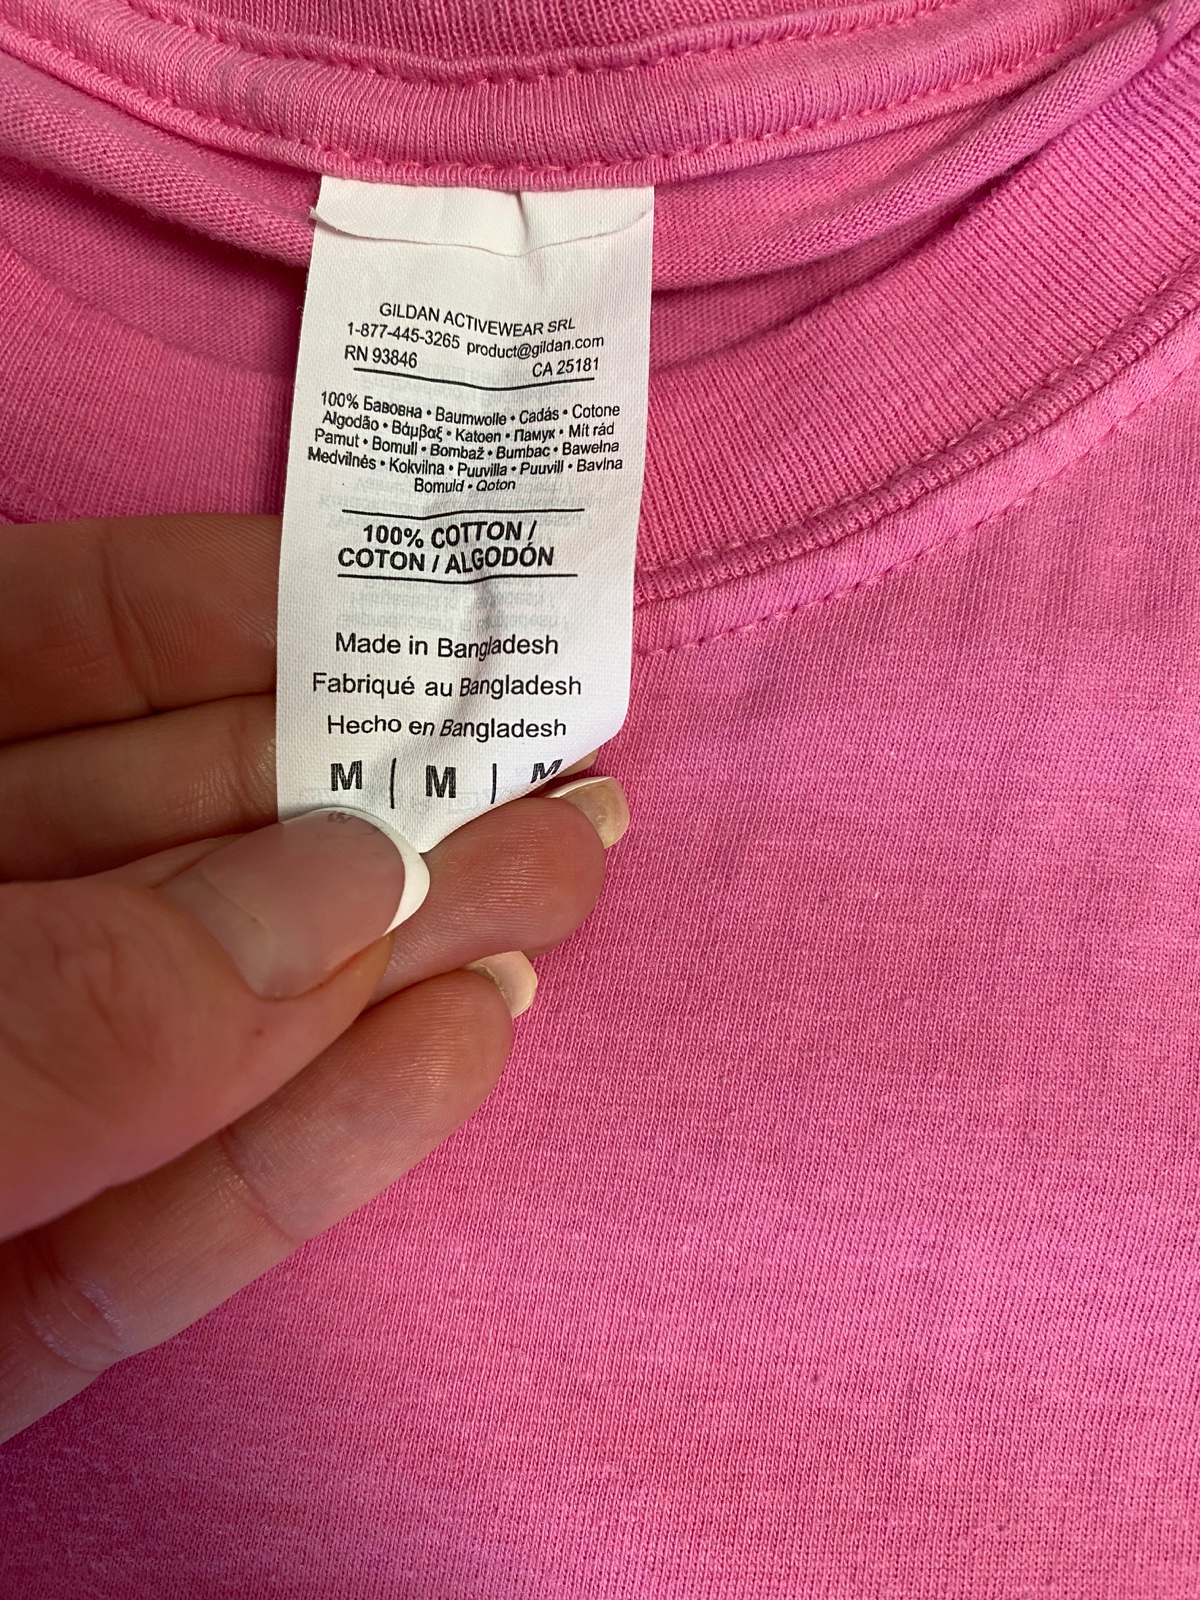 GILDAN ACTIVEWEAR SRL
1-877-445-3265 product@gildan.com
RN 93846 CA 25181
100% Бавовна • Baumwolle • Cadás • Cotone
Algodão • Βάμβαξ • Katoen • Памук • Mít rád
Pamut • Bomull • Bombaž • Bumbac • Bawełna
Medvilnės • Kokvilna • Puuvilla • Puuvill • Bavlna
Bomuld • Qoton
100% COTTON /
COTON / ALGODÓN
Made in Bangladesh
Fabriqué au Bangladesh
Hecho en Bangladesh
M | M | M